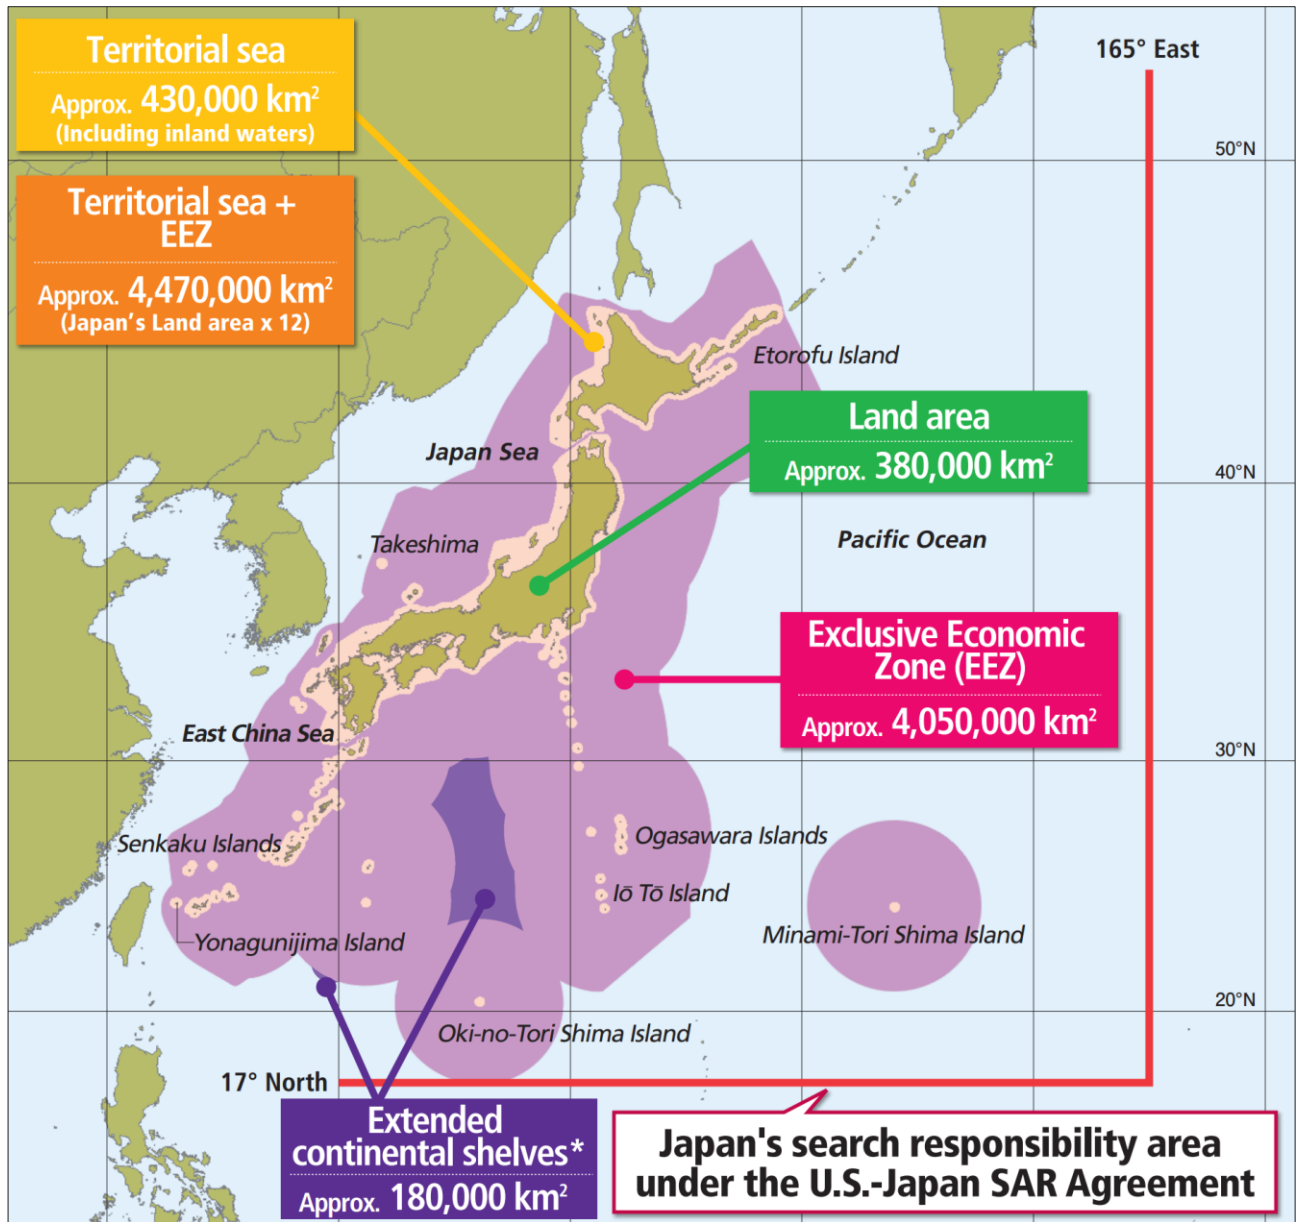 Territorial sea
Approx. 430,000 km²
(Including inland waters)
165° East
50°N
Territorial sea +
EEZ
Approx. 4,470,000 km²
(Japan's Land area x 12)
Etorofu Island
Land area
Approx. 380,000 km²
Japan Sea
40°N
Pacific Ocean
Takeshima
Exclusive Economic
Zone (EEZ)
Approx. 4,050,000 km²
East China Sea
30°N
Senkaku Islands
Ogasawara Islands
Iō Tō Island
Yonagunijima Island
Minami-Tori Shima Island
20°N
Oki-no-Tori Shima Island
17° North
Extended
continental shelves*
Approx. 180,000 km²
Japan's search responsibility area
under the U.S.-Japan SAR Agreement